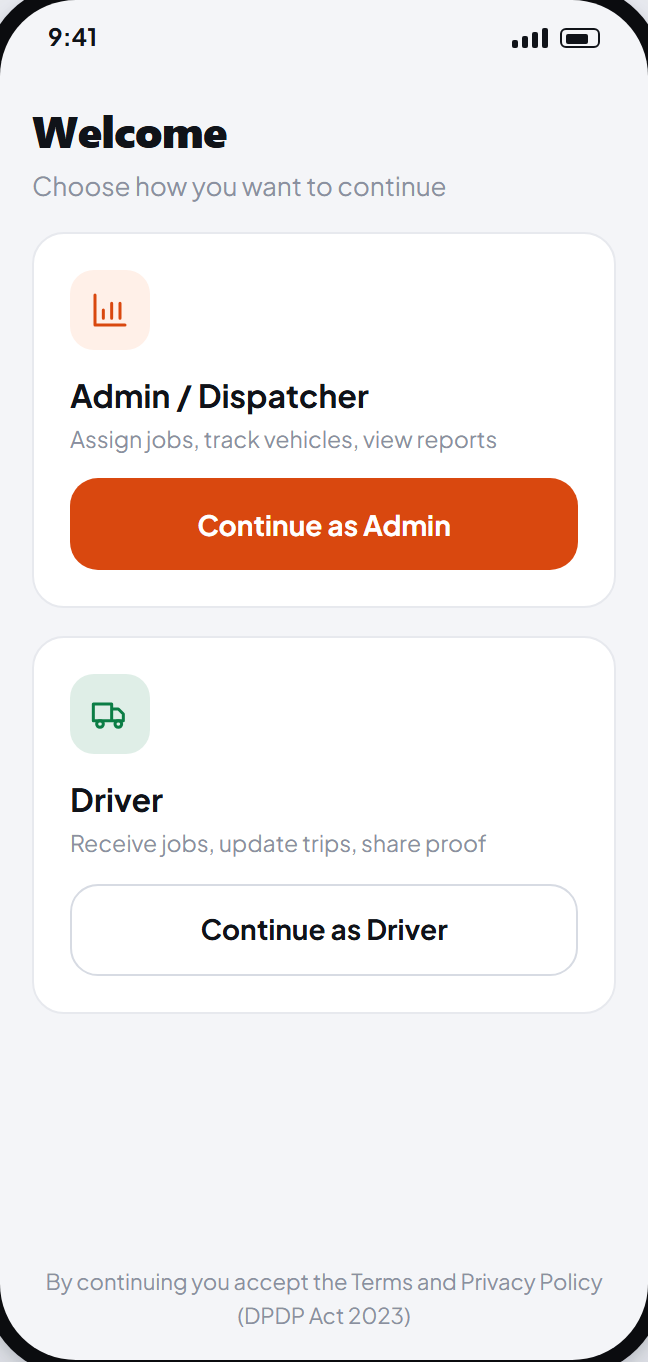 9:41
Welcome
Choose how you want to continue
Admin / Dispatcher
Assign jobs, track vehicles, view reports
Continue as Admin
Driver
Receive jobs, update trips, share proof
Continue as Driver
By continuing you accept the Terms and Privacy Policy
(DPDP Act 2023)